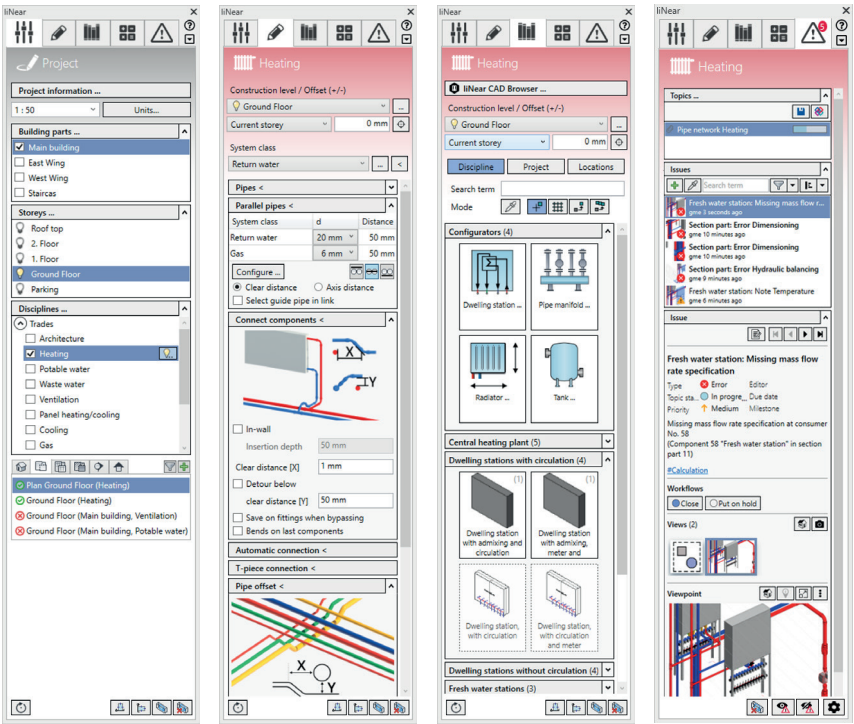 liNear
Project
Project information ...
1 : 50
Units...
Building parts ...
Main building
East Wing
West Wing
Staircas
Storeys ...
Roof top
2. Floor
1. Floor
Ground Floor
Parking
Disciplines ...
Trades
Architecture
Heating
Potable water
Waste water
Ventilation
Panel heating/cooling
Cooling
Gas
Plan Ground Floor (Heating)
Ground Floor (Heating)
Ground Floor (Main building, Ventilation)
Ground Floor (Main building, Potable water)
liNear
Heating
Construction level / Offset (+/-)
Ground Floor
...
Current storey
0 mm
System class
Return water
...
<
Pipes <
Parallel pipes <
System class d Distance
Return water 20 mm 50 mm
Gas 6 mm 50 mm
Configure ...
Clear distance Axis distance
Select guide pipe in link
Connect components <
X
Y
In-wall
Insertion depth 50 mm
Clear distance [X] 1 mm
Detour below
clear distance [Y] 50 mm
Save on fittings when bypassing
Bends on last components
Automatic connection <
T-piece connection <
Pipe offset <
X
Y
liNear
Heating
liNear CAD Browser ...
Construction level / Offset (+/-)
Ground Floor
...
Current storey
0 mm
Discipline Project Locations
Search term
Mode
Configurators (4)
Dwelling station ...
Pipe manifold ...
Radiator ...
Tank ...
Central heating plant (5)
Dwelling stations with circulation (4)
(1)
Dwelling station
with admixing and
circulation
(1)
Dwelling station
with admixing,
meter and
Dwelling station,
with circulation
Dwelling station,
with circulation
and meter
Dwelling stations without circulation (4)
Fresh water stations (3)
liNear
5
Heating
Topics ...
Pipe network Heating
Issues
Search term
Fresh water station: Missing mass flow r...
gme 3 seconds ago
Section part: Error Dimensioning
gme 10 minutes ago
Section part: Error Dimensioning
gme 10 minutes ago
Section part: Error Hydraulic balancing
gme 9 minutes ago
Fresh water station: Note Temperature
gme 6 minutes ago
Issue
Fresh water station: Missing mass flow
rate specification
Type Error Editor
Topic sta... In progre... Due date
Priority Medium Milestone
Missing mass flow rate specification at consumer
No. 58
(Component 58 "Fresh water station" in section
part 11)
#Calculation
Workflows
Close Put on hold
Views (2)
Viewpoint